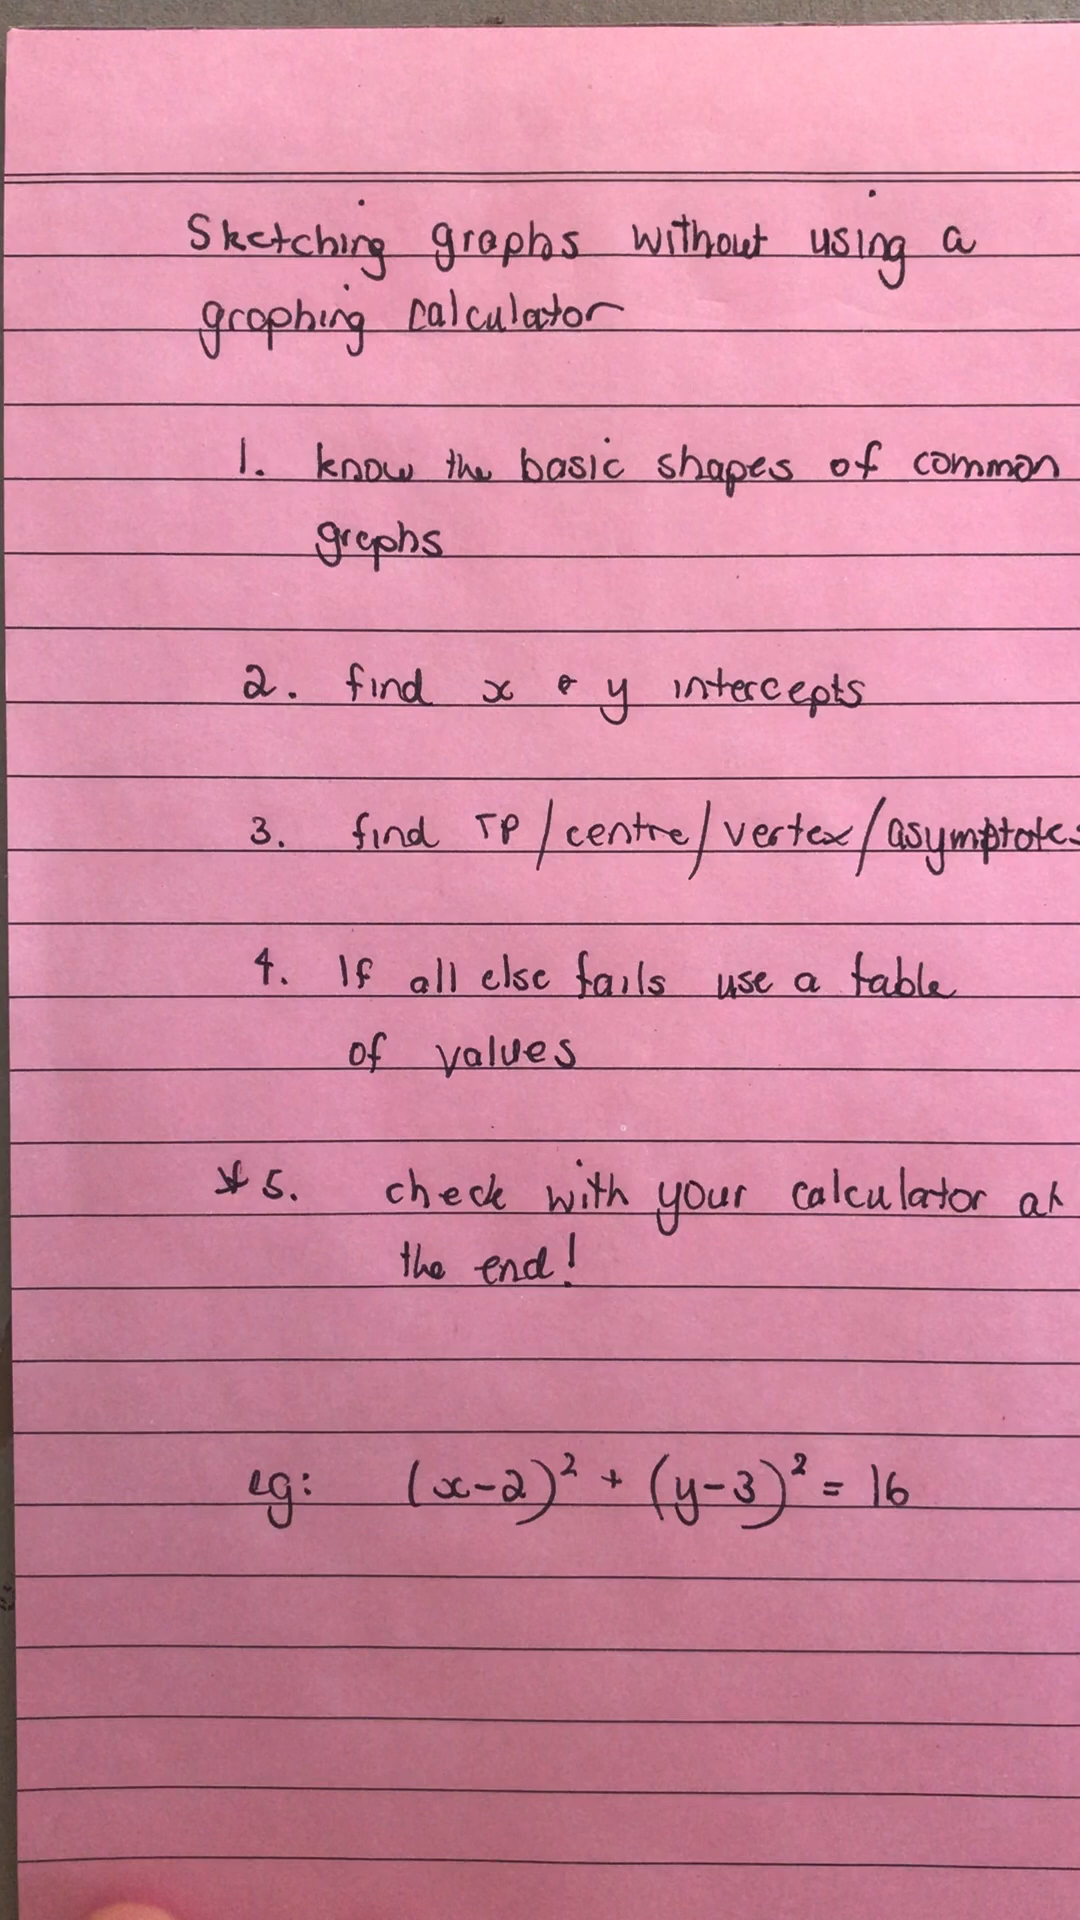 Sketching graphs without using a
graphing calculator
1. know the basic shapes of common
graphs
2. find x & y intercepts
3. find TP/centre/vertex/asymptotes
4. If all else fails use a table
of values
* 5. check with your calculator at
the end!
eg: (x-2)² + (y-3)² = 16